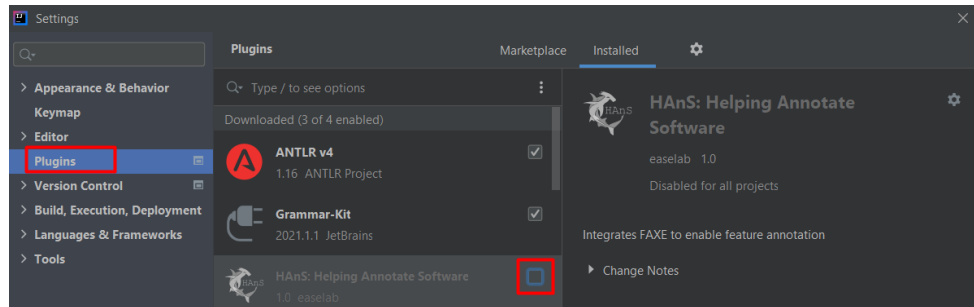 Settings
Plugins
Marketplace
Installed
Appearance & Behavior
Keymap
Editor
Plugins
Version Control
Build, Execution, Deployment
Languages & Frameworks
Tools
Type / to see options
Downloaded (3 of 4 enabled)
ANTLR v4
1.16 ANTLR Project
Grammar-Kit
2021.1.1 JetBrains
HAnS
HAnS: Helping Annotate Software
1.0 easelab
HAnS
HAnS: Helping Annotate
Software
easelab 1.0
Disabled for all projects
Integrates FAXE to enable feature annotation
Change Notes